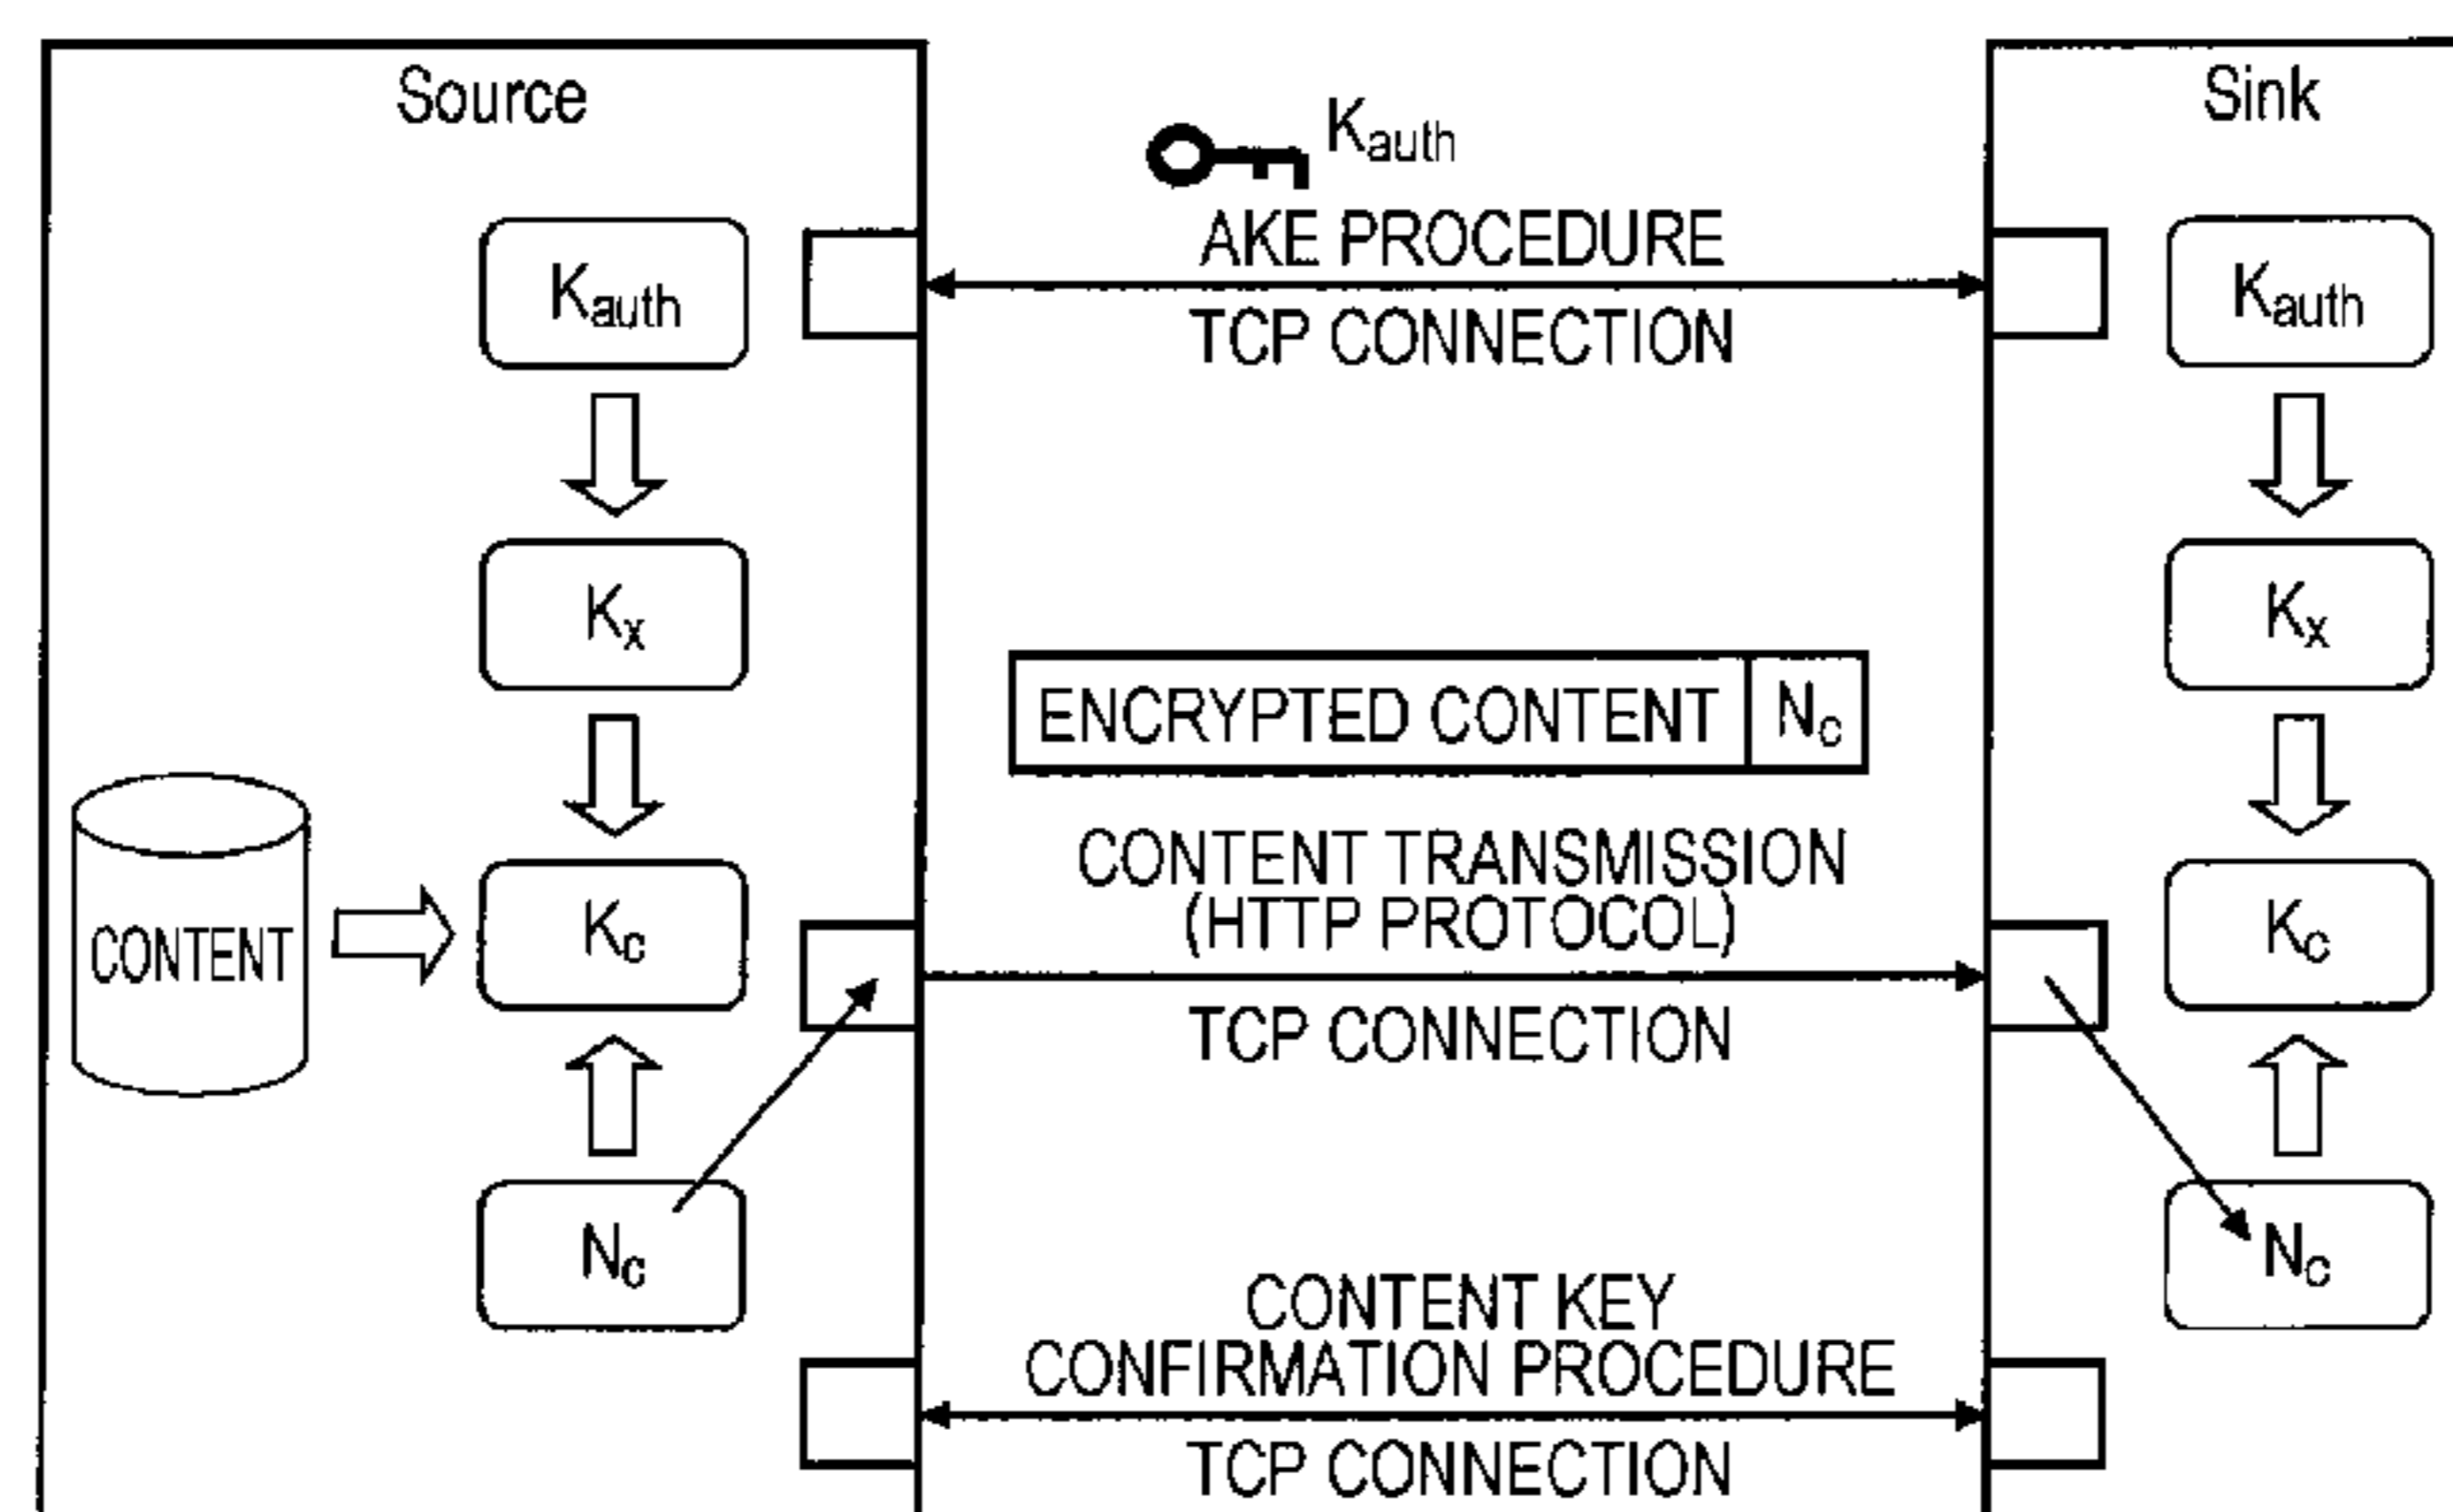 Source
Sink
Kauth
AKE PROCEDURE
TCP CONNECTION
Kauth
Kauth
Kx
Kx
ENCRYPTED CONTENT Nc
CONTENT TRANSMISSION
(HTTP PROTOCOL)
TCP CONNECTION
CONTENT
Kc
Kc
Nc
Nc
CONTENT KEY
CONFIRMATION PROCEDURE
TCP CONNECTION